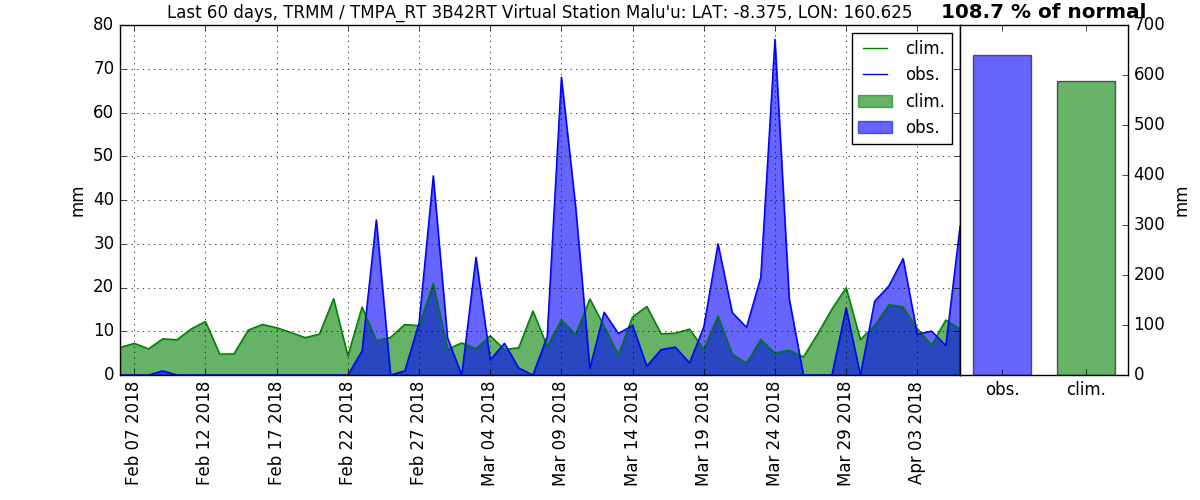 Last 60 days, TRMM / TMPA_RT 3B42RT Virtual Station Malu'u: LAT: -8.375, LON: 160.625
108.7 % of normal
80
70
60
50
40
30
20
10
0
mm
clim.
obs.
clim.
obs.
700
600
500
400
300
200
100
0
mm
obs.
clim.
Feb 07 2018
Feb 12 2018
Feb 17 2018
Feb 22 2018
Feb 27 2018
Mar 04 2018
Mar 09 2018
Mar 14 2018
Mar 19 2018
Mar 24 2018
Mar 29 2018
Apr 03 2018